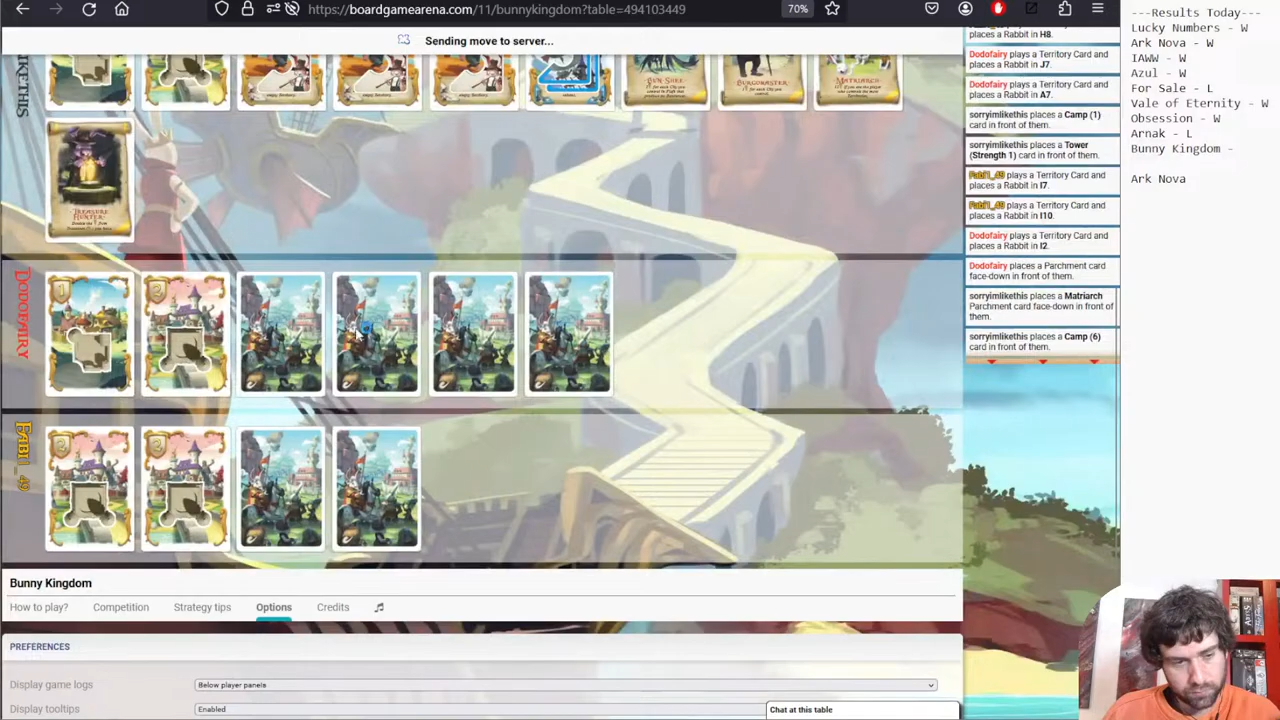 https://boardgamearena.com/11/bunnykingdom?table=494103449
70%
Sending move to server...
---Results Today---
Lucky Numbers - W
Ark Nova - W
IAWW - W
Azul - W
For Sale - L
Vale of Eternity - W
Obsession - W
Arnak - L
Bunny Kingdom -
Ark Nova
places a Rabbit in H8.
Dodofairy plays a Territory Card and
places a Rabbit in J7.
Dodofairy plays a Territory Card and
places a Rabbit in A7.
sorryimlikethis places a Camp (1)
card in front of them.
sorryimlikethis places a Tower
(Strength 1) card in front of them.
Fabi1_49 plays a Territory Card and
places a Rabbit in I7.
Fabi1_49 plays a Territory Card and
places a Rabbit in I10.
Dodofairy plays a Territory Card and
places a Rabbit in I2.
Dodofairy places a Parchment card
face-down in front of them.
sorryimlikethis places a Matriarch
Parchment card face-down in front of
them.
sorryimlikethis places a Camp (6)
card in front of them.
BURGOMASTER
MATRIARCH
TREASURE
HUNTER
DODOFAIRY
1
2
2
2
Bunny Kingdom
How to play?
Competition
Strategy tips
Options
Credits
PREFERENCES
Display game logs
Below player panels
Display tooltips
Enabled
Chat at this table